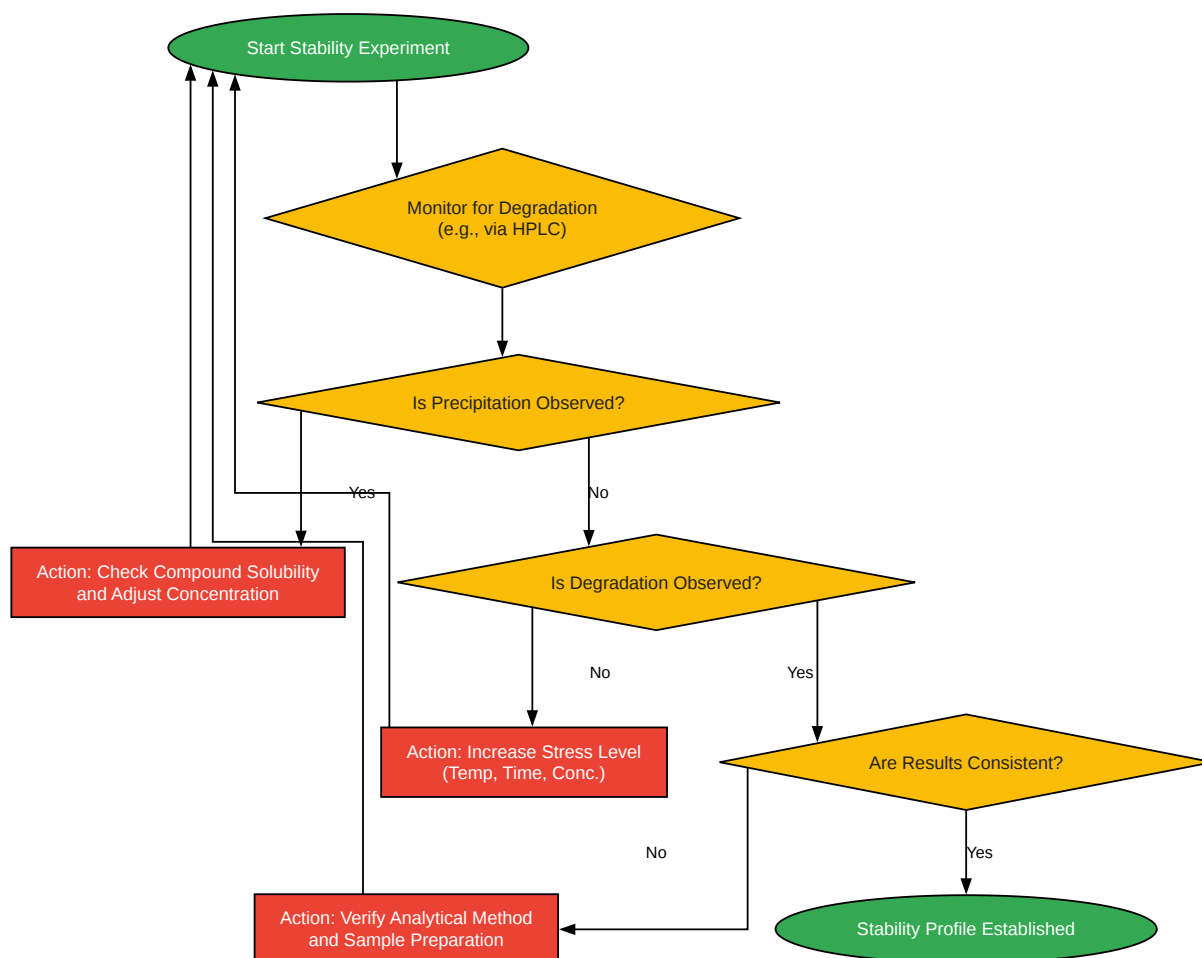 Start Stability Experiment
Monitor for Degradation
(e.g., via HPLC)
Is Precipitation Observed?
Yes
No
Action: Check Compound Solubility
and Adjust Concentration
Is Degradation Observed?
No
Yes
Action: Increase Stress Level
(Temp, Time, Conc.)
Are Results Consistent?
No
Yes
Action: Verify Analytical Method
and Sample Preparation
Stability Profile Established